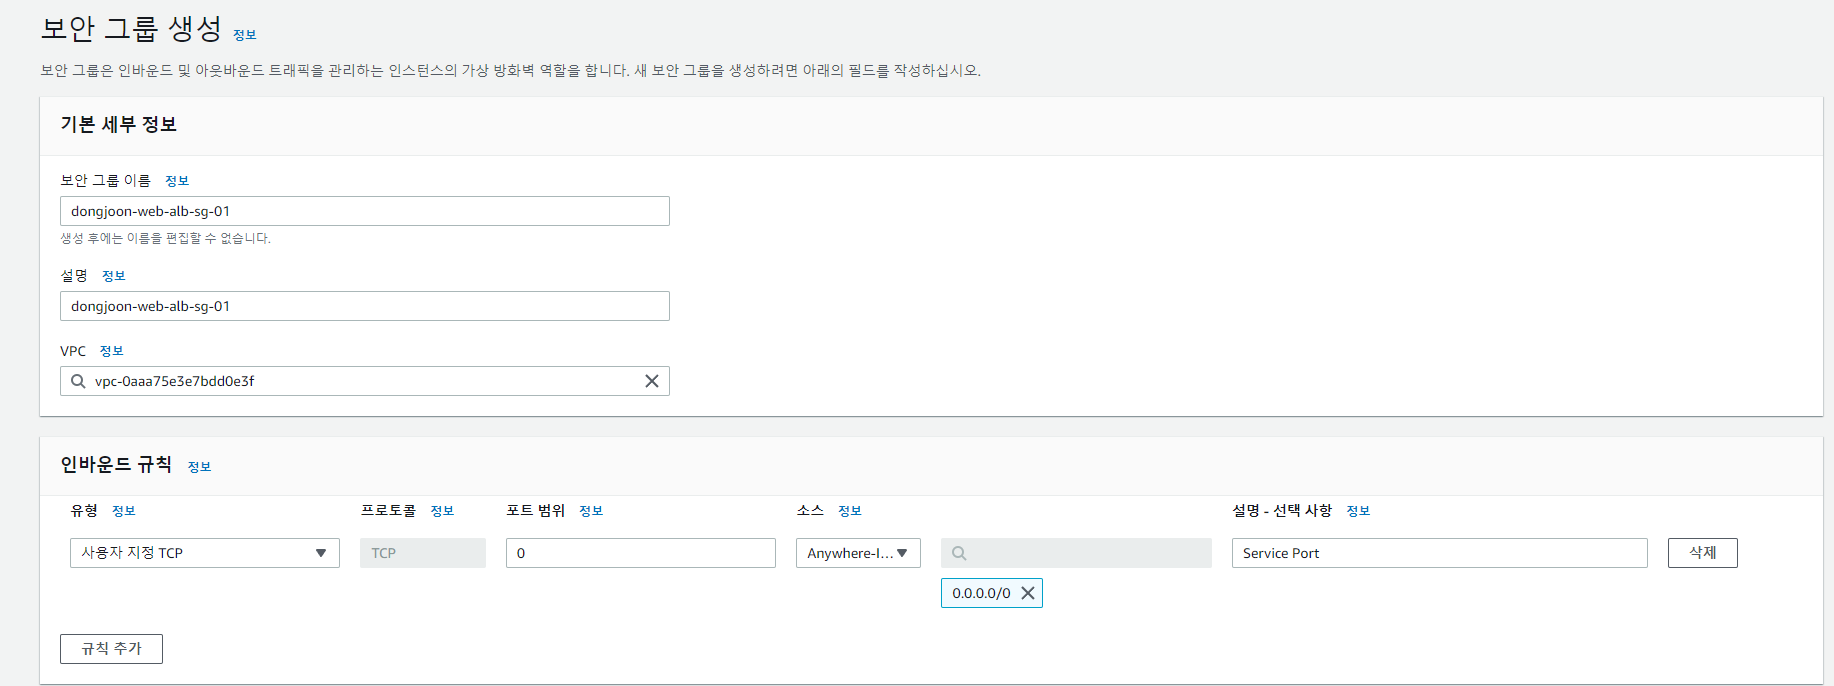 보안 그룹 생성 정보
보안 그룹은 인바운드 및 아웃바운드 트래픽을 관리하는 인스턴스의 가상 방화벽 역할을 합니다. 새 보안 그룹을 생성하려면 아래의 필드를 작성하십시오.
기본 세부 정보
보안 그룹 이름 정보
dongjoon-web-alb-sg-01
생성 후에는 이름을 편집할 수 없습니다.
설명 정보
dongjoon-web-alb-sg-01
VPC 정보
vpc-0aaa75e3e7bdd0e3f
인바운드 규칙 정보
유형 정보 프로토콜 정보 포트 범위 정보 소스 정보 설명 - 선택 사항 정보
사용자 지정 TCP TCP 0 Anywhere-I... Service Port 삭제
0.0.0.0/0
규칙 추가